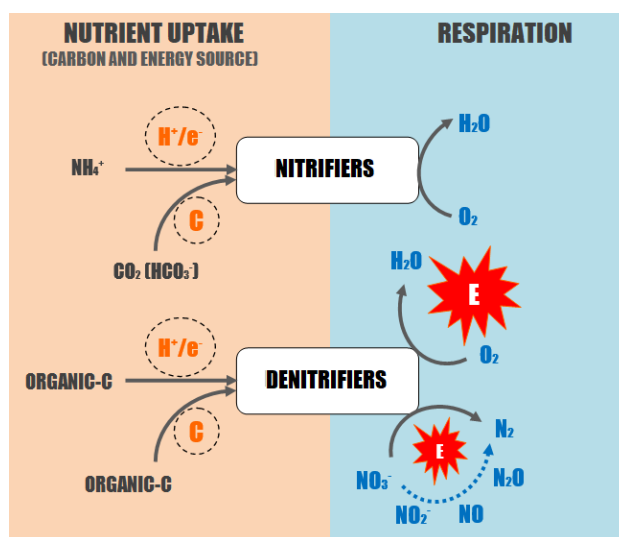 NUTRIENT UPTAKE
(CARBON AND ENERGY SOURCE)
RESPIRATION
H⁺/e⁻
NH₄⁺
NITRIFIERS
H₂O
O₂
C
CO₂ (HCO₃⁻)
H₂O
E
O₂
H⁺/e⁻
ORGANIC-C
DENITRIFIERS
C
ORGANIC-C
E
N₂
NO₃⁻
N₂O
NO₂⁻
NO